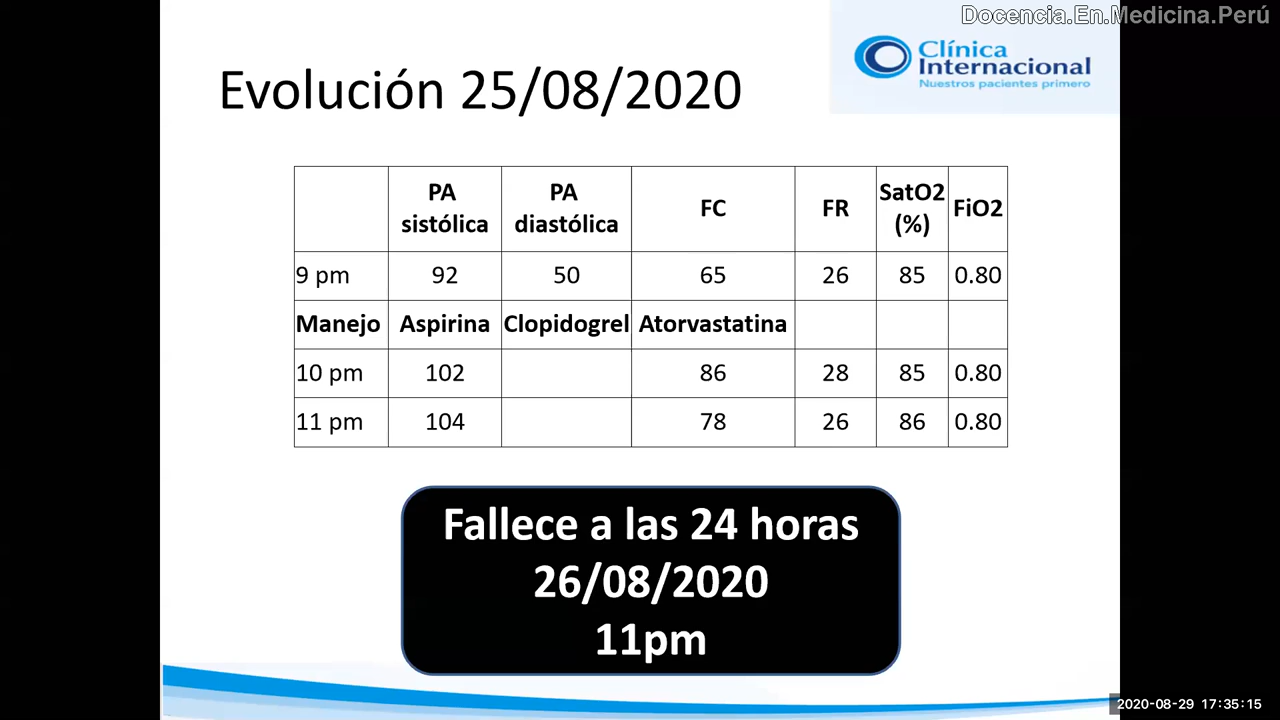 Docencia.En.Medicina.Perú
Clínica
Internacional
Nuestros pacientes primero
Evolución 25/08/2020
PA sistólica PA diastólica FC FR SatO2 (%) FiO2
9 pm 92 50 65 26 85 0.80
Manejo Aspirina Clopidogrel Atorvastatina
10 pm 102 86 28 85 0.80
11 pm 104 78 26 86 0.80
Fallece a las 24 horas
26/08/2020
11pm
2020-08-29 17:35:15